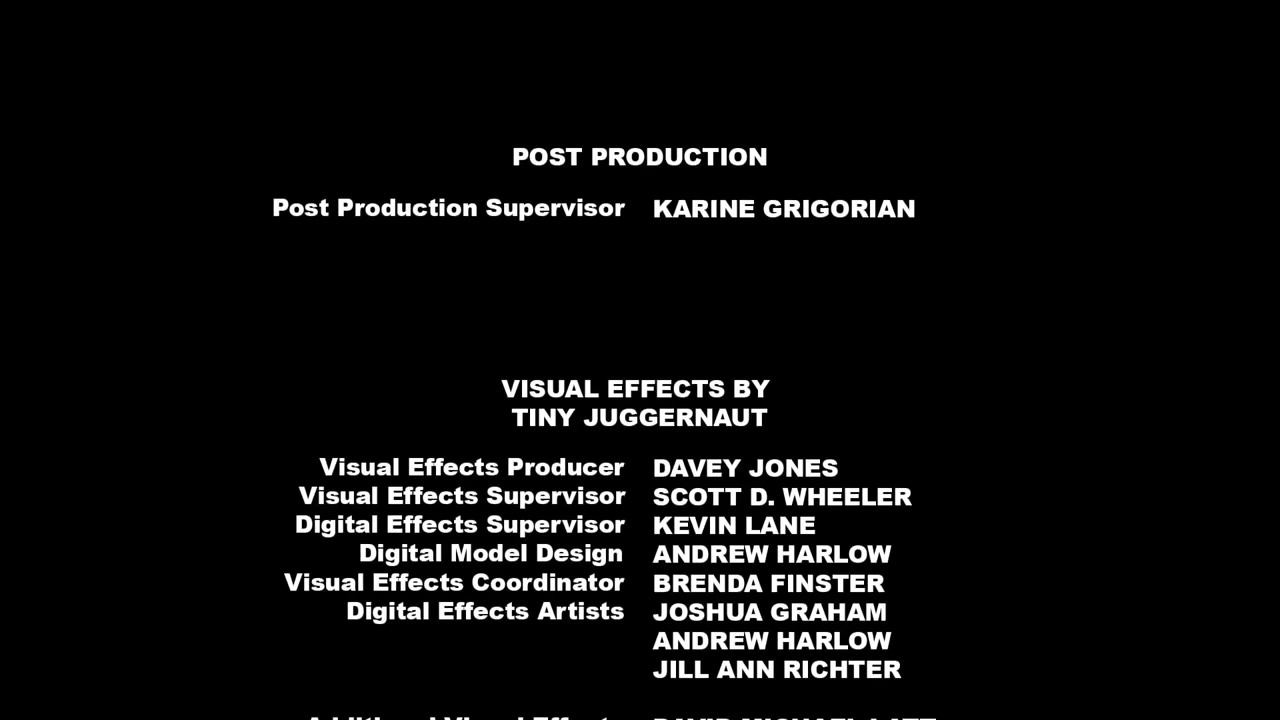 POST PRODUCTION
Post Production Supervisor KARINE GRIGORIAN
VISUAL EFFECTS BY
TINY JUGGERNAUT
Visual Effects Producer DAVEY JONES
Visual Effects Supervisor SCOTT D. WHEELER
Digital Effects Supervisor KEVIN LANE
Digital Model Design ANDREW HARLOW
Visual Effects Coordinator BRENDA FINSTER
Digital Effects Artists JOSHUA GRAHAM
ANDREW HARLOW
JILL ANN RICHTER